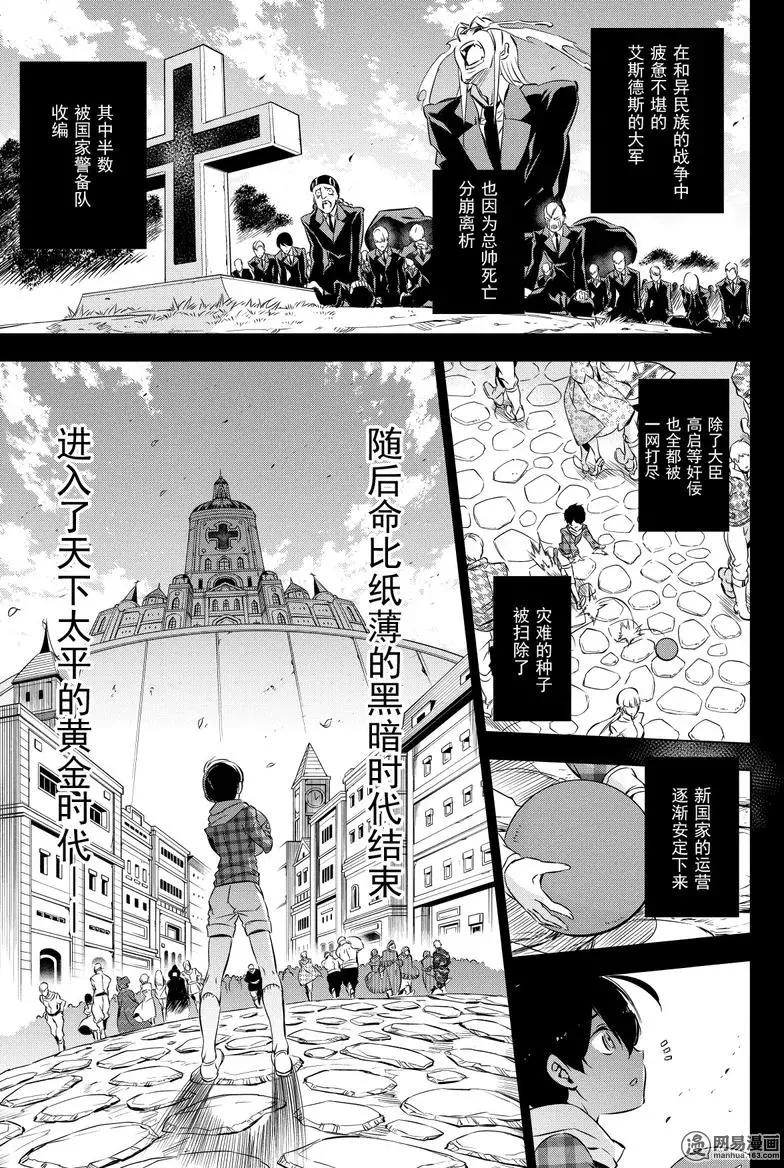 在和异民族的战争中
疲惫不堪的
艾斯德斯的大军
也因为总帅死亡
分崩离析
其中半数
被国家警备队
收编
除了大臣
高启等奸佞
也全都被
一网打尽
灾难的种子
被扫除了
新国家的运营
逐渐安定下来
随后命比纸薄的黑暗时代结束
进入了天下太平的黄金时代——
漫 网易漫画
manhua.163.com